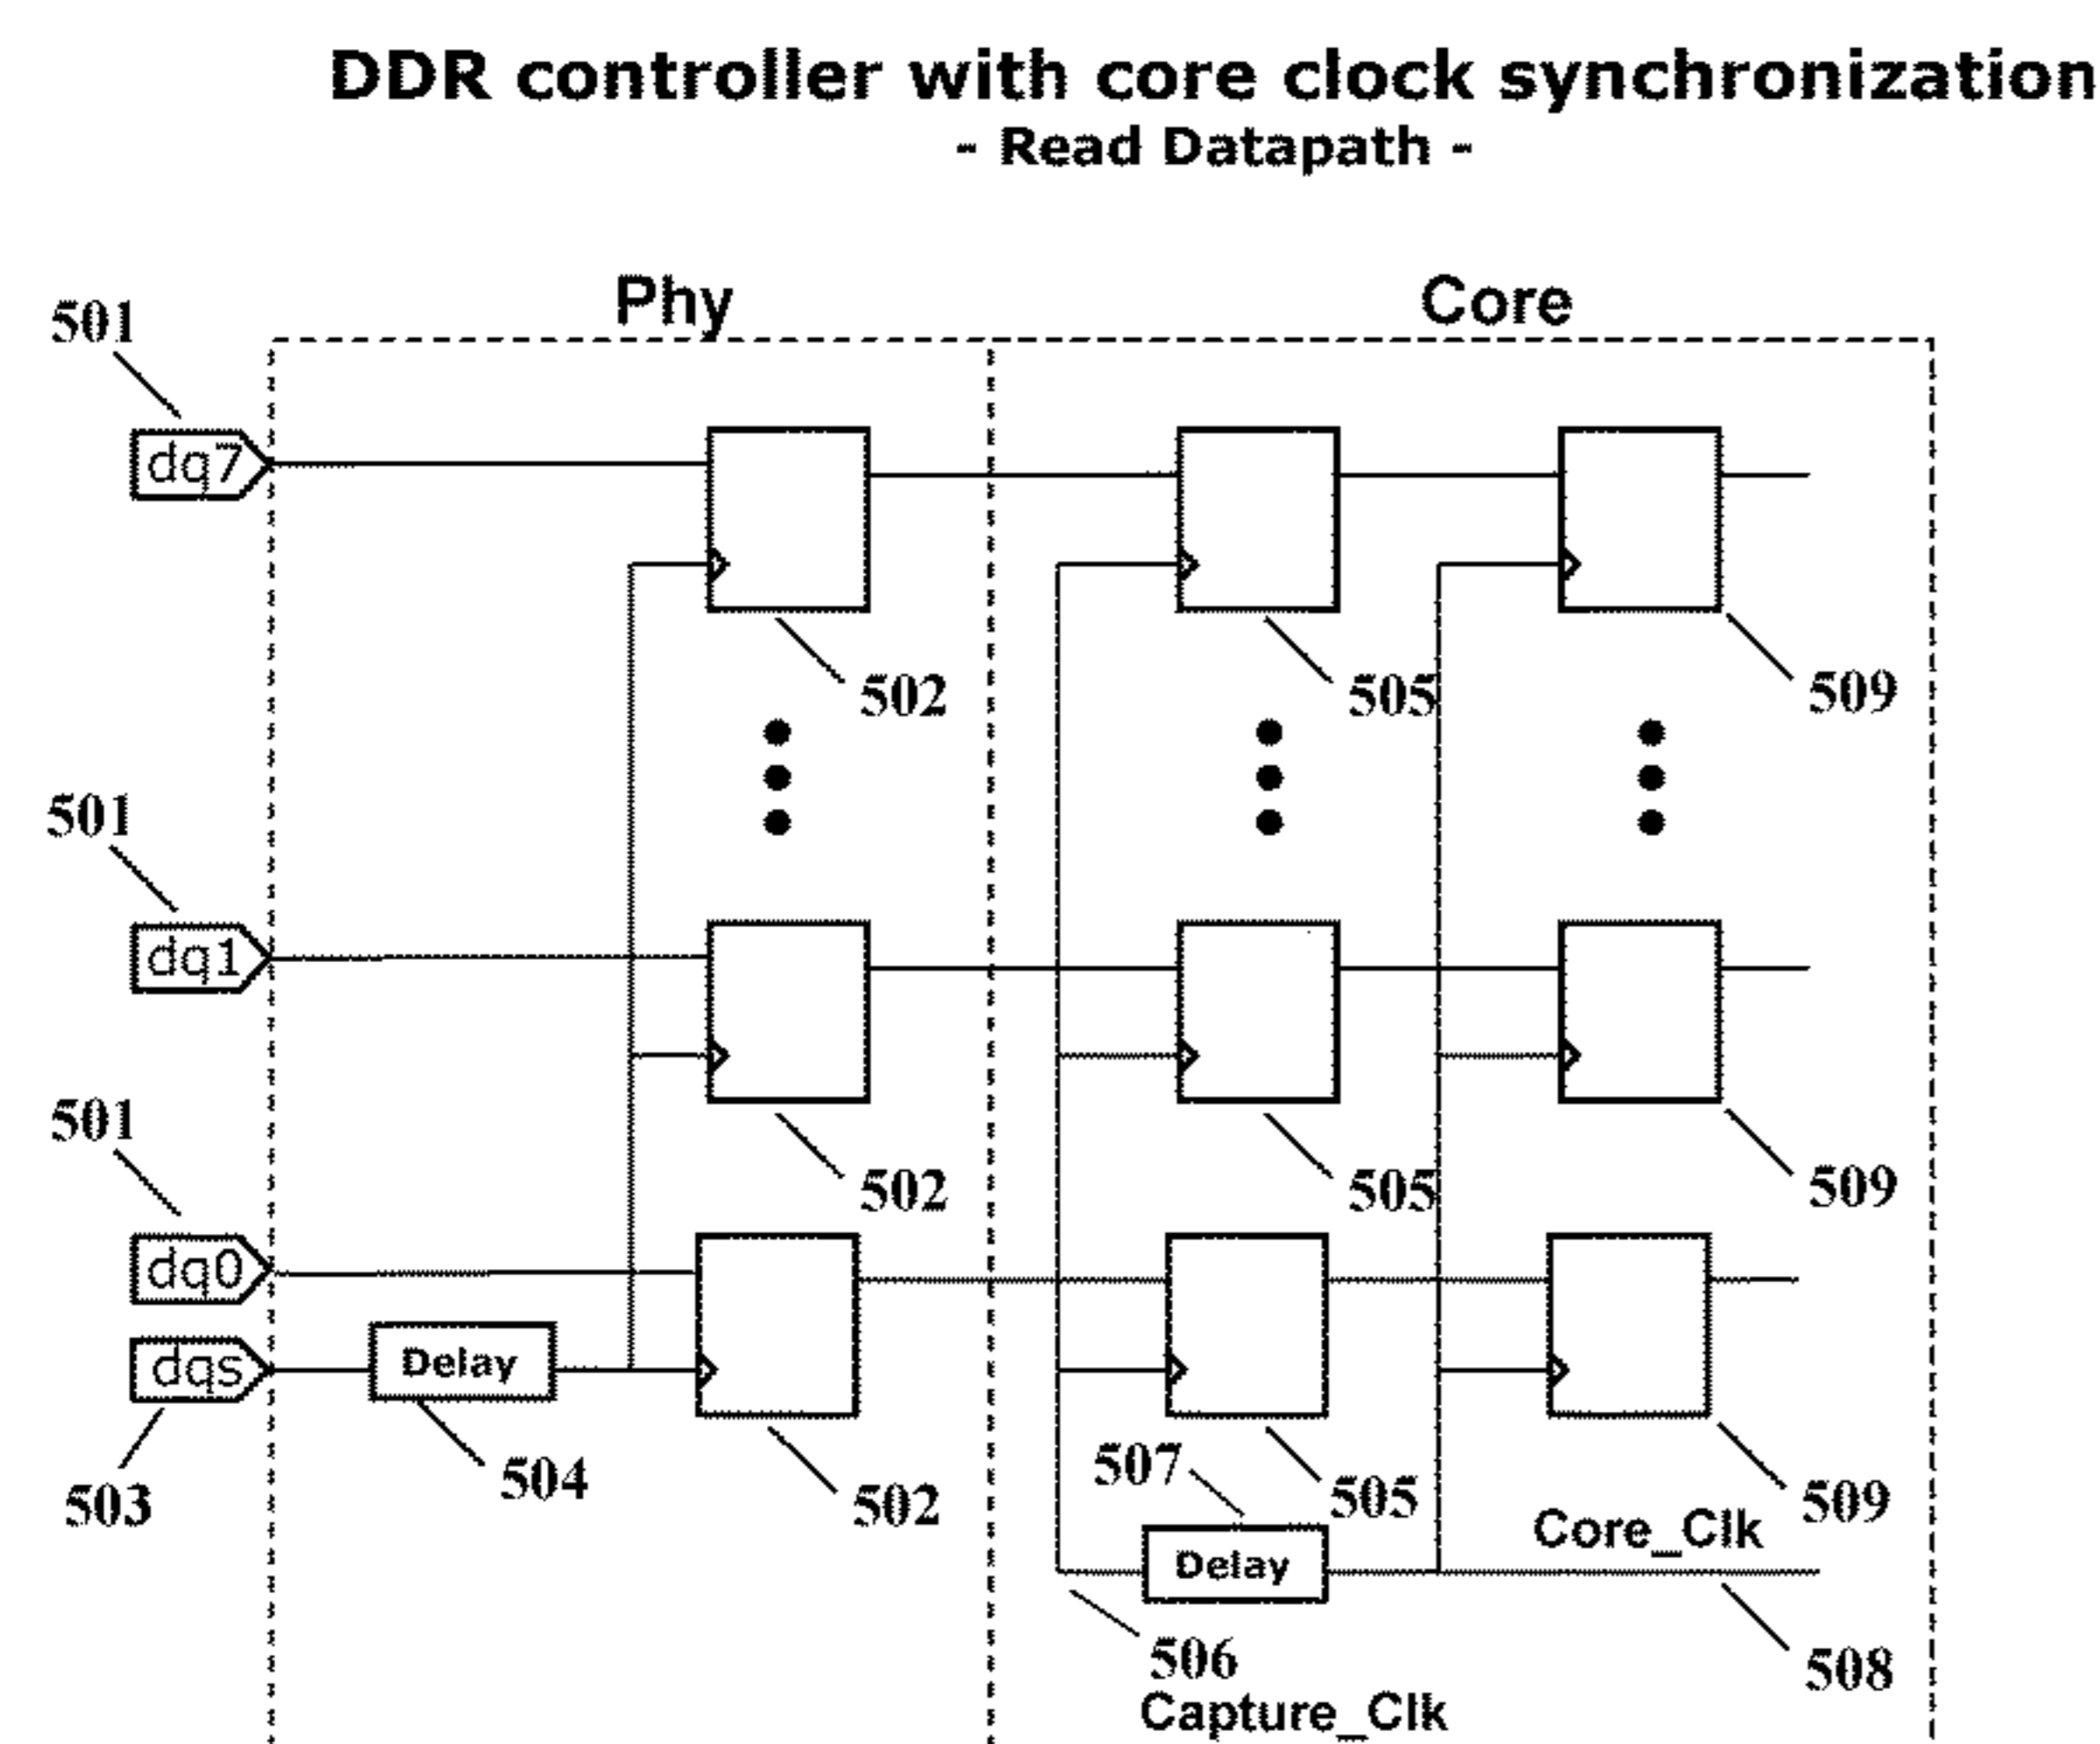 DDR controller with core clock synchronization
- Read Datapath -
Phy
Core
501
dq7
502
505
509
501
dq1
501
502
505
509
dq0
dqs
Delay
504
503
502
507
505
509
Core_Clk
Delay
506
508
Capture_Clk